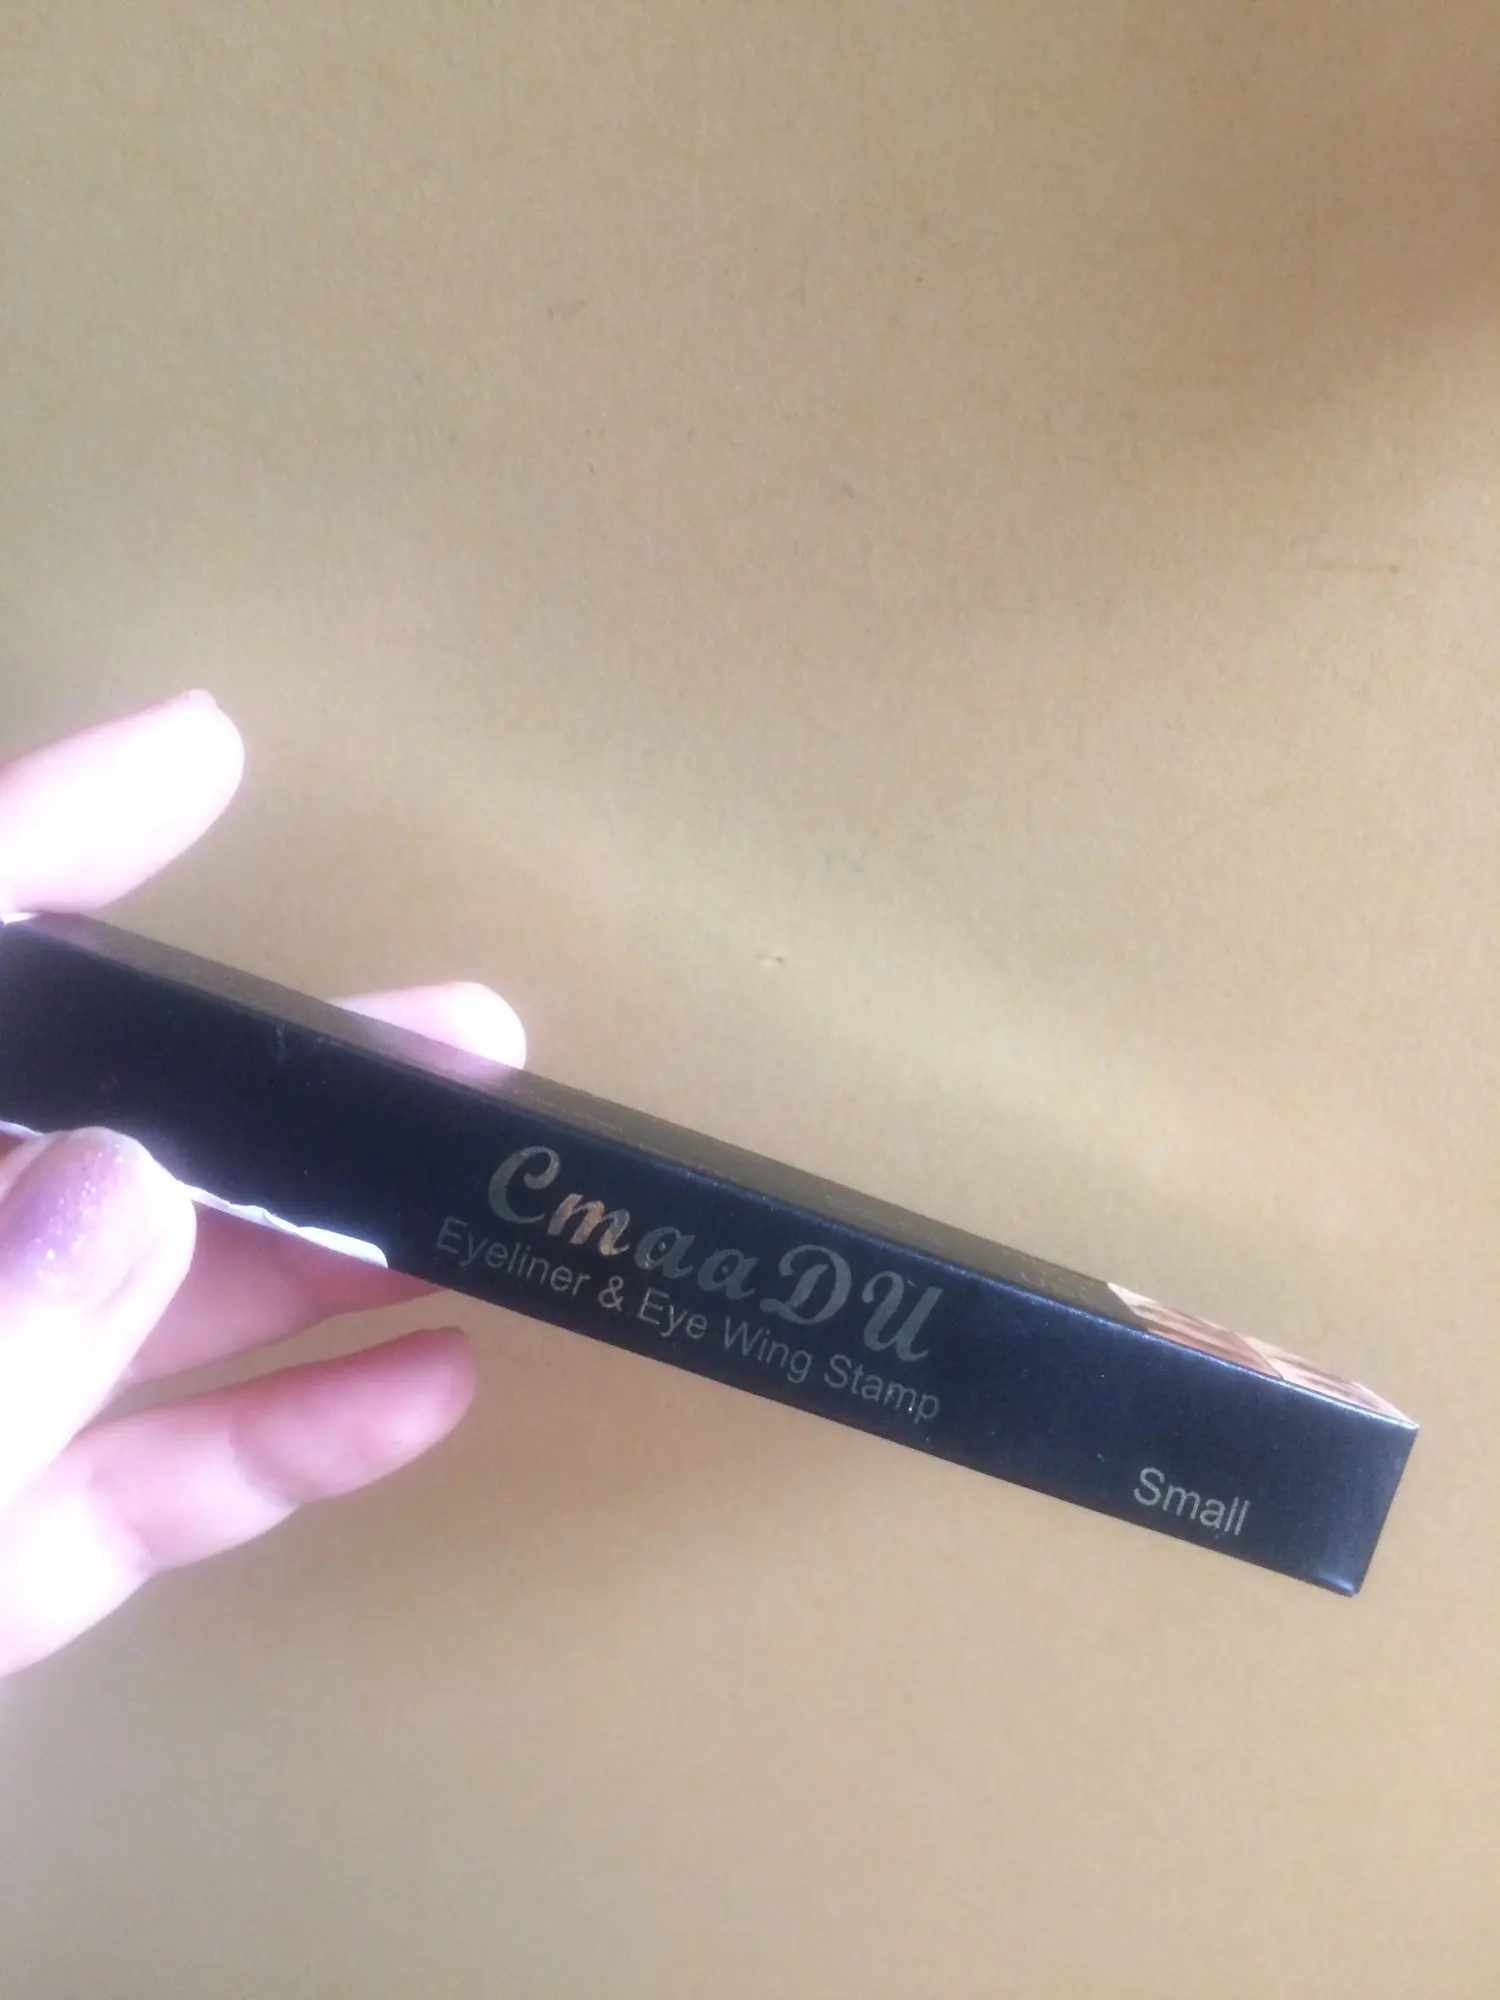 CmaaDU
Eyeliner & Eye Wing Stamp
Small